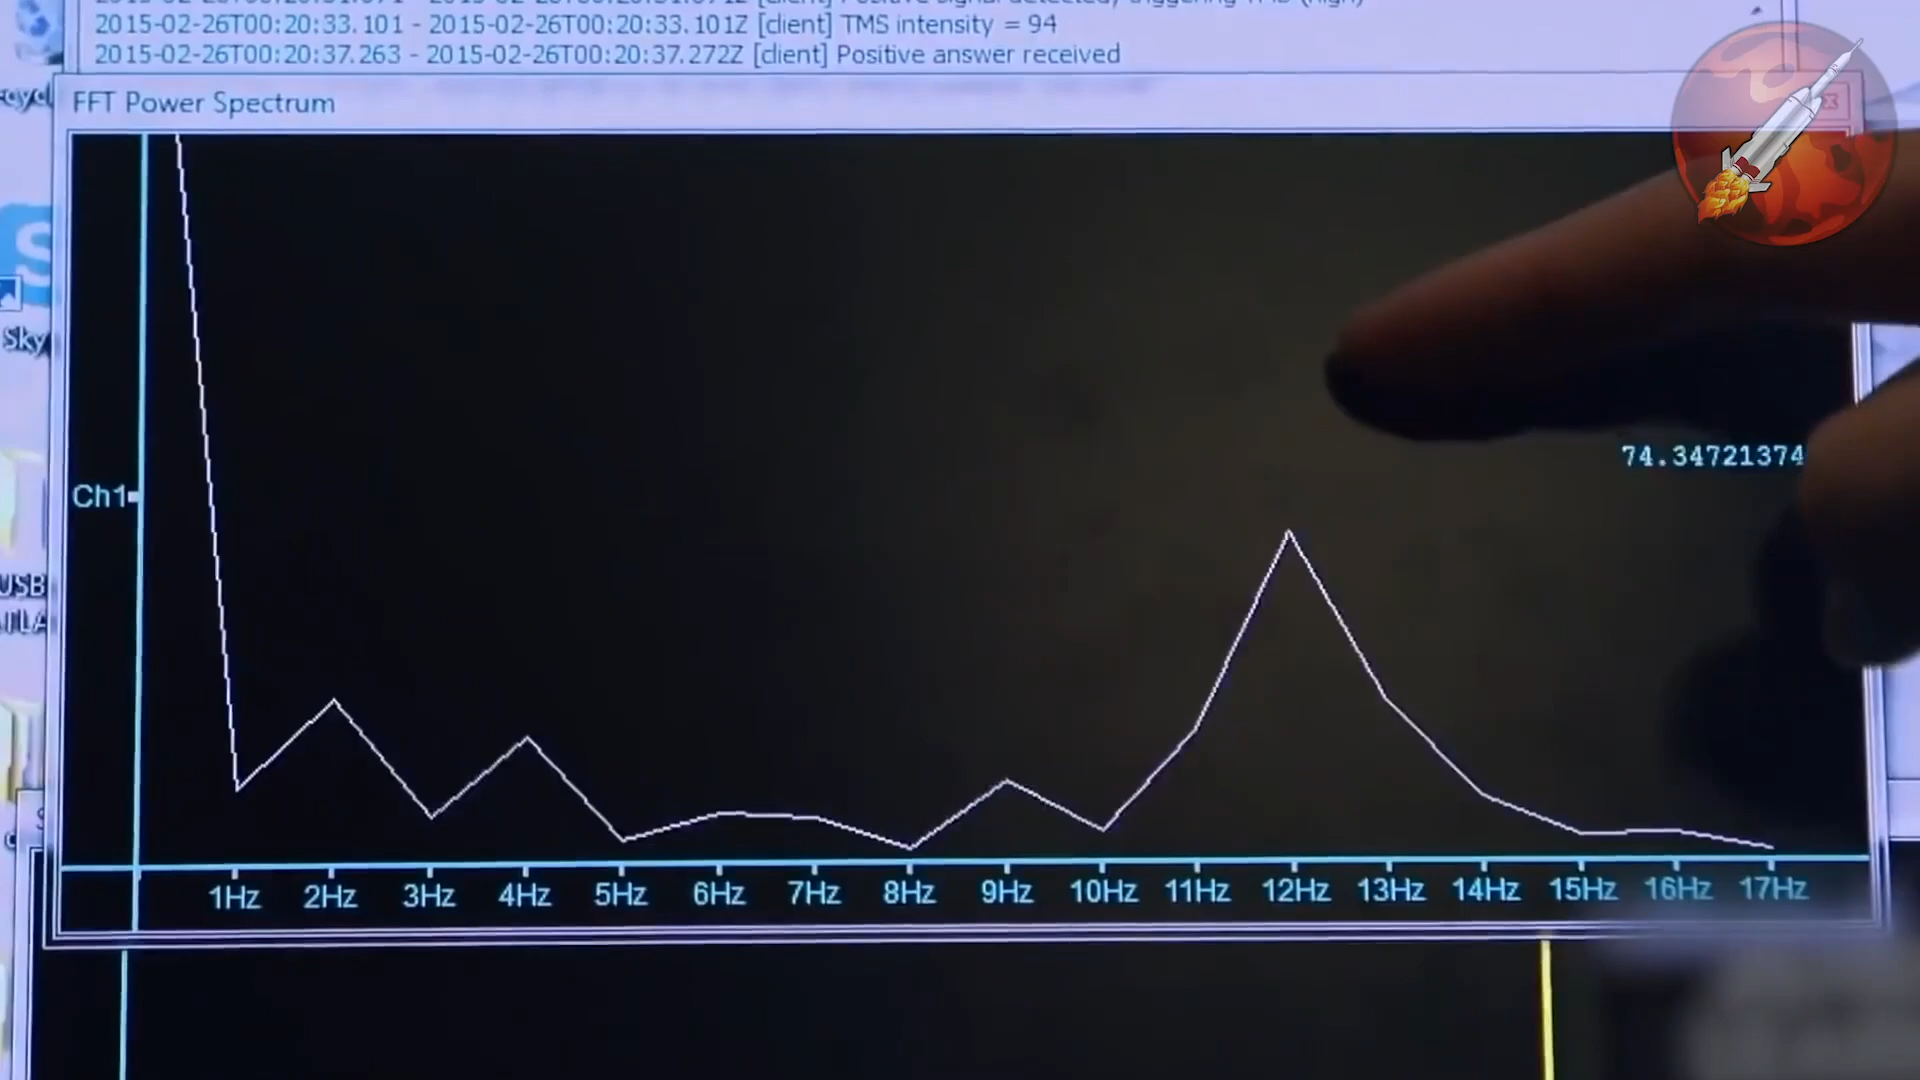 2015-02-26T00:20:33.101 - 2015-02-26T00:20:33.101Z [client] TMS intensity = 94
2015-02-26T00:20:37.263 - 2015-02-26T00:20:37.272Z [client] Positive answer received
FFT Power Spectrum
Sky
74.34721374
Ch1
USB
1Hz 2Hz 3Hz 4Hz 5Hz 6Hz 7Hz 8Hz 9Hz 10Hz 11Hz 12Hz 13Hz 14Hz 15Hz 16Hz 17Hz